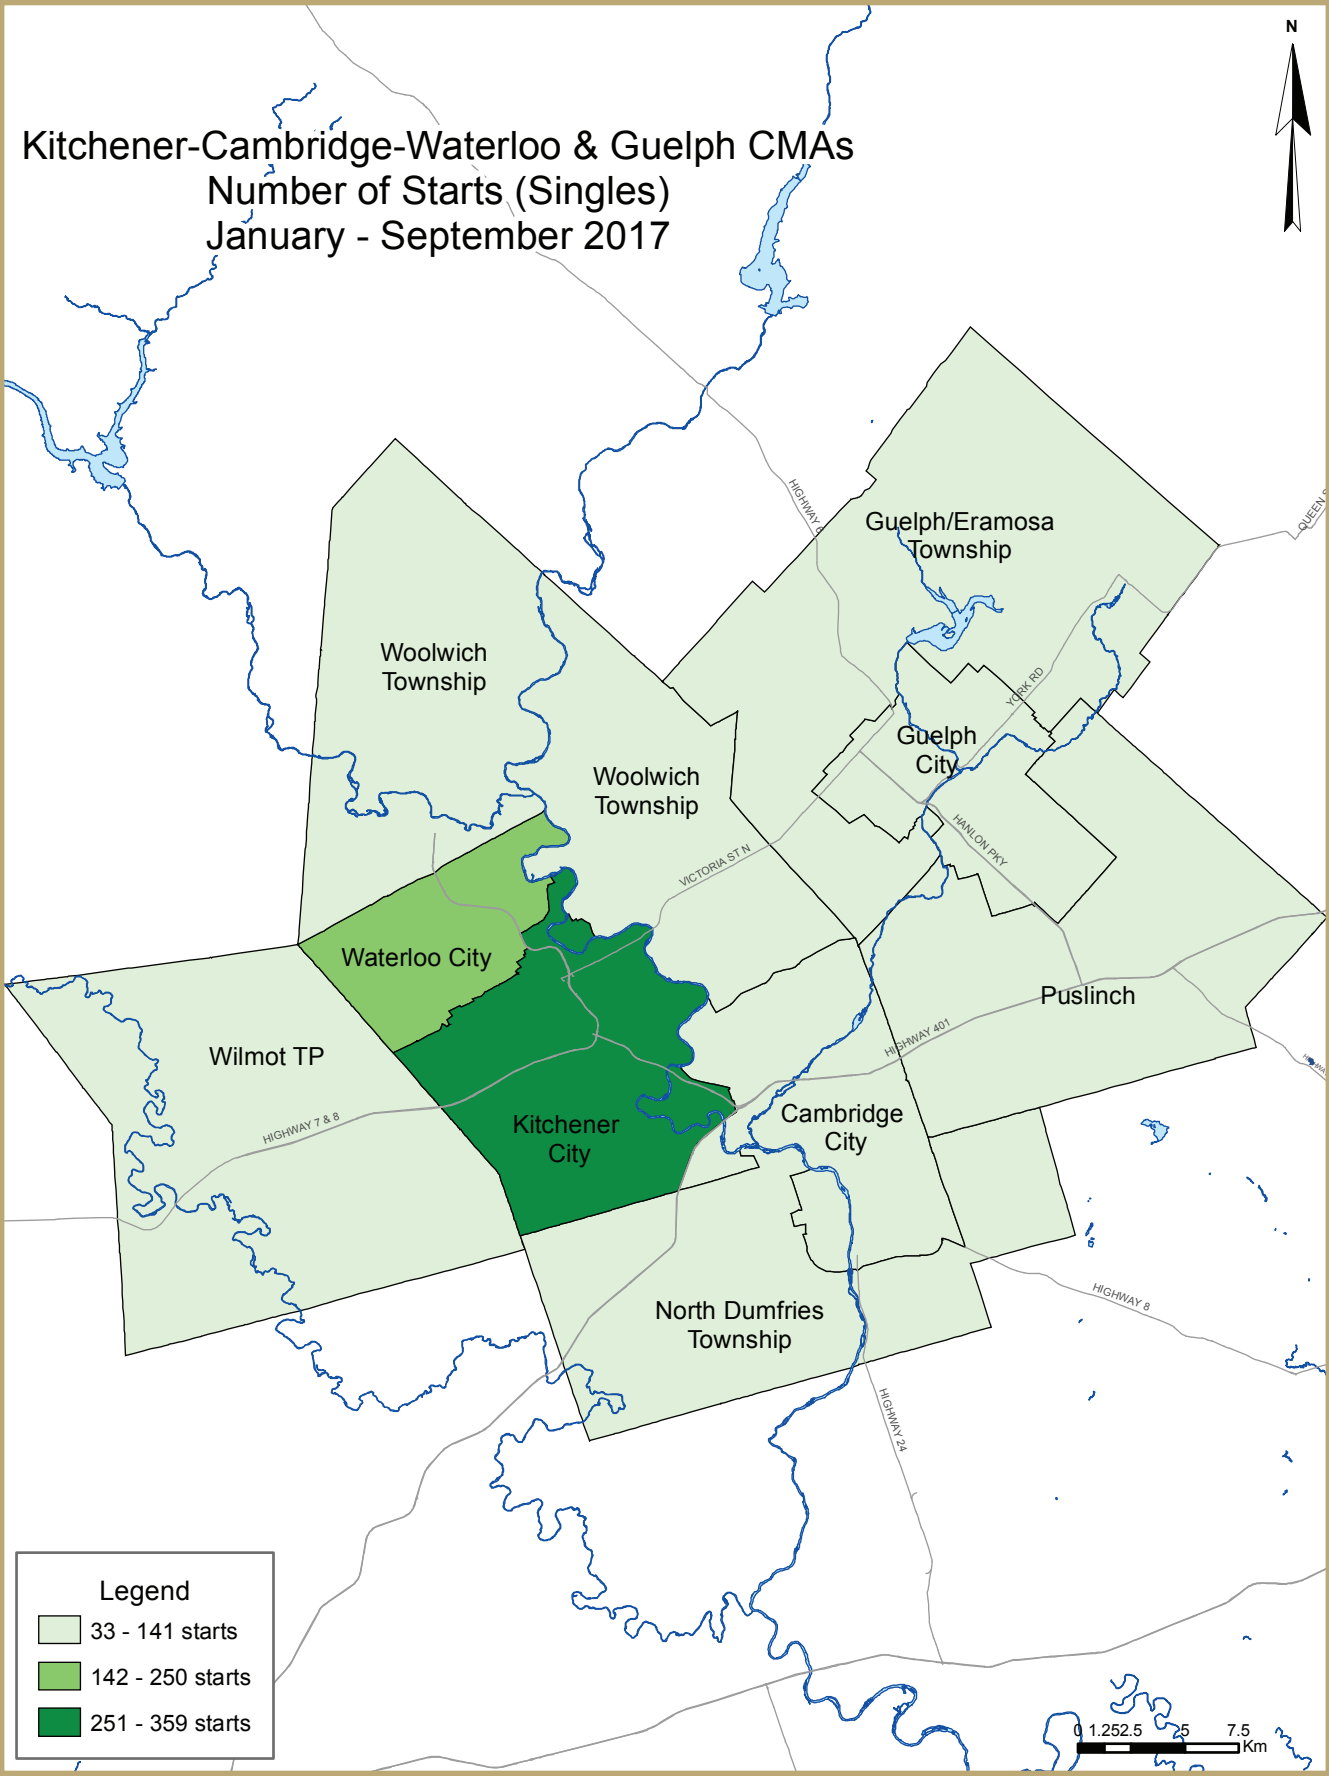 N
Kitchener-Cambridge-Waterloo & Guelph CMAs
Number of Starts (Singles)
January - September 2017
HIGHWAY 6
QUEEN S
Guelph/Eramosa
Township
Woolwich
Township
YORK RD
Guelph
City
Woolwich
Township
HANLON PKY
VICTORIA ST N
Waterloo City
Puslinch
Wilmot TP
HIGHWAY 401
HIGHWAY 7 & 8
Kitchener
City
Cambridge
City
HIGHWAY 8
North Dumfries
Township
HIGHWAY 24
Legend
33 - 141 starts
142 - 250 starts
251 - 359 starts
0 1.252.5 5 7.5
Km